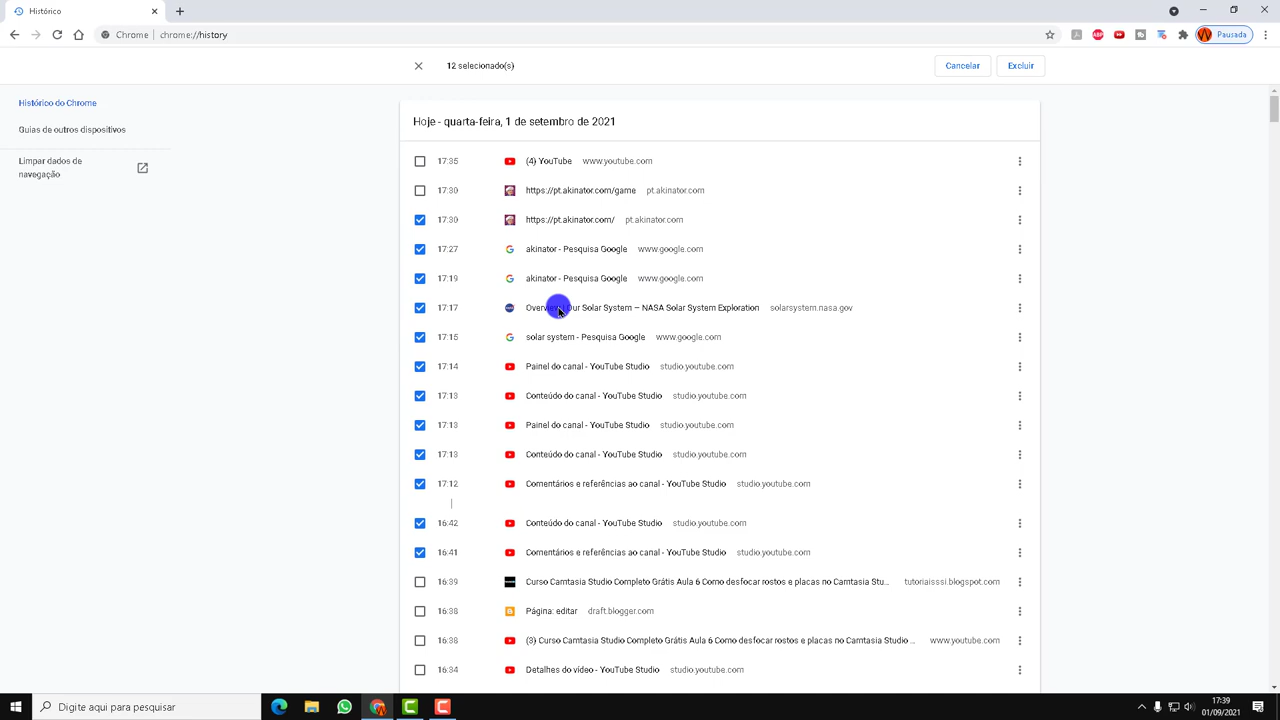 Histórico
Chrome | chrome://history
Pausada
12 selecionado(s)
Cancelar
Excluir
Histórico do Chrome
Guias de outros dispositivos
Limpar dados de
navegação
Hoje - quarta-feira, 1 de setembro de 2021
17:35 (4) YouTube www.youtube.com
17:30 https://pt.akinator.com/game pt.akinator.com
17:30 https://pt.akinator.com/ pt.akinator.com
17:27 akinator - Pesquisa Google www.google.com
17:19 akinator - Pesquisa Google www.google.com
17:17 Overview | Our Solar System – NASA Solar System Exploration solarsystem.nasa.gov
17:15 solar system - Pesquisa Google www.google.com
17:14 Painel do canal - YouTube Studio studio.youtube.com
17:13 Conteúdo do canal - YouTube Studio studio.youtube.com
17:13 Painel do canal - YouTube Studio studio.youtube.com
17:13 Conteúdo do canal - YouTube Studio studio.youtube.com
17:12 Comentários e referências ao canal - YouTube Studio studio.youtube.com
16:42 Conteúdo do canal - YouTube Studio studio.youtube.com
16:41 Comentários e referências ao canal - YouTube Studio studio.youtube.com
16:39 Curso Camtasia Studio Completo Grátis Aula 6 Como desfocar rostos e placas no Camtasia Stu... tutoriaisssi.blogspot.com
16:38 Página: editar draft.blogger.com
16:38 (3) Curso Camtasia Studio Completo Grátis Aula 6 Como desfocar rostos e placas no Camtasia Studio ... www.youtube.com
16:34 Detalhes do vídeo - YouTube Studio studio.youtube.com
Digite aqui para pesquisar
17:39
01/09/2021